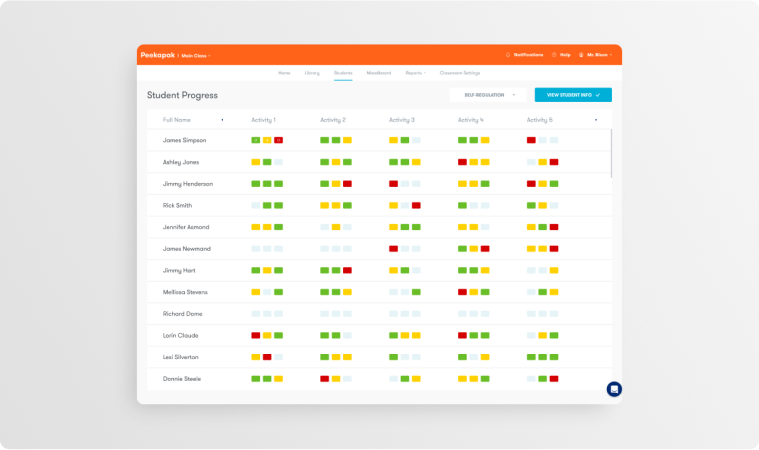 Peekapak | Main Class
Notifications Help Mr. Bison
Home Library Students Moodboard Reports Classroom Settings
Student Progress
SELF-REGULATION VIEW STUDENT INFO
Full Name Activity 1 Activity 2 Activity 3 Activity 4 Activity 5
James Simpson
Ashley Jones
Jimmy Henderson
Rick Smith
Jennifer Asmond
James Newmand
Jimmy Hart
Mellissa Stevens
Richard Dome
Lorin Claude
Lexi Silverton
Donnie Steele